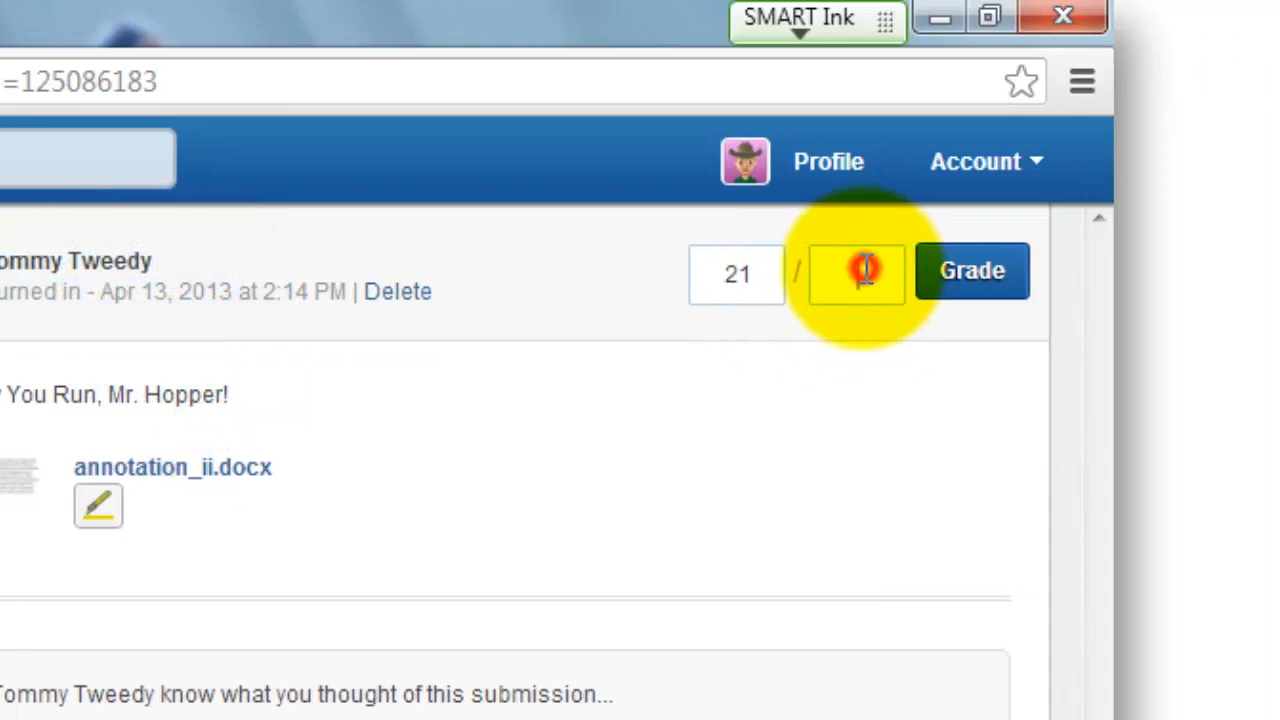 SMART Ink
=125086183
Profile
Account
ommy Tweedy
21 /
Grade
urned in - Apr 13, 2013 at 2:14 PM | Delete
You Run, Mr. Hopper!
annotation_ii.docx
Tommy Tweedy know what you thought of this submission...